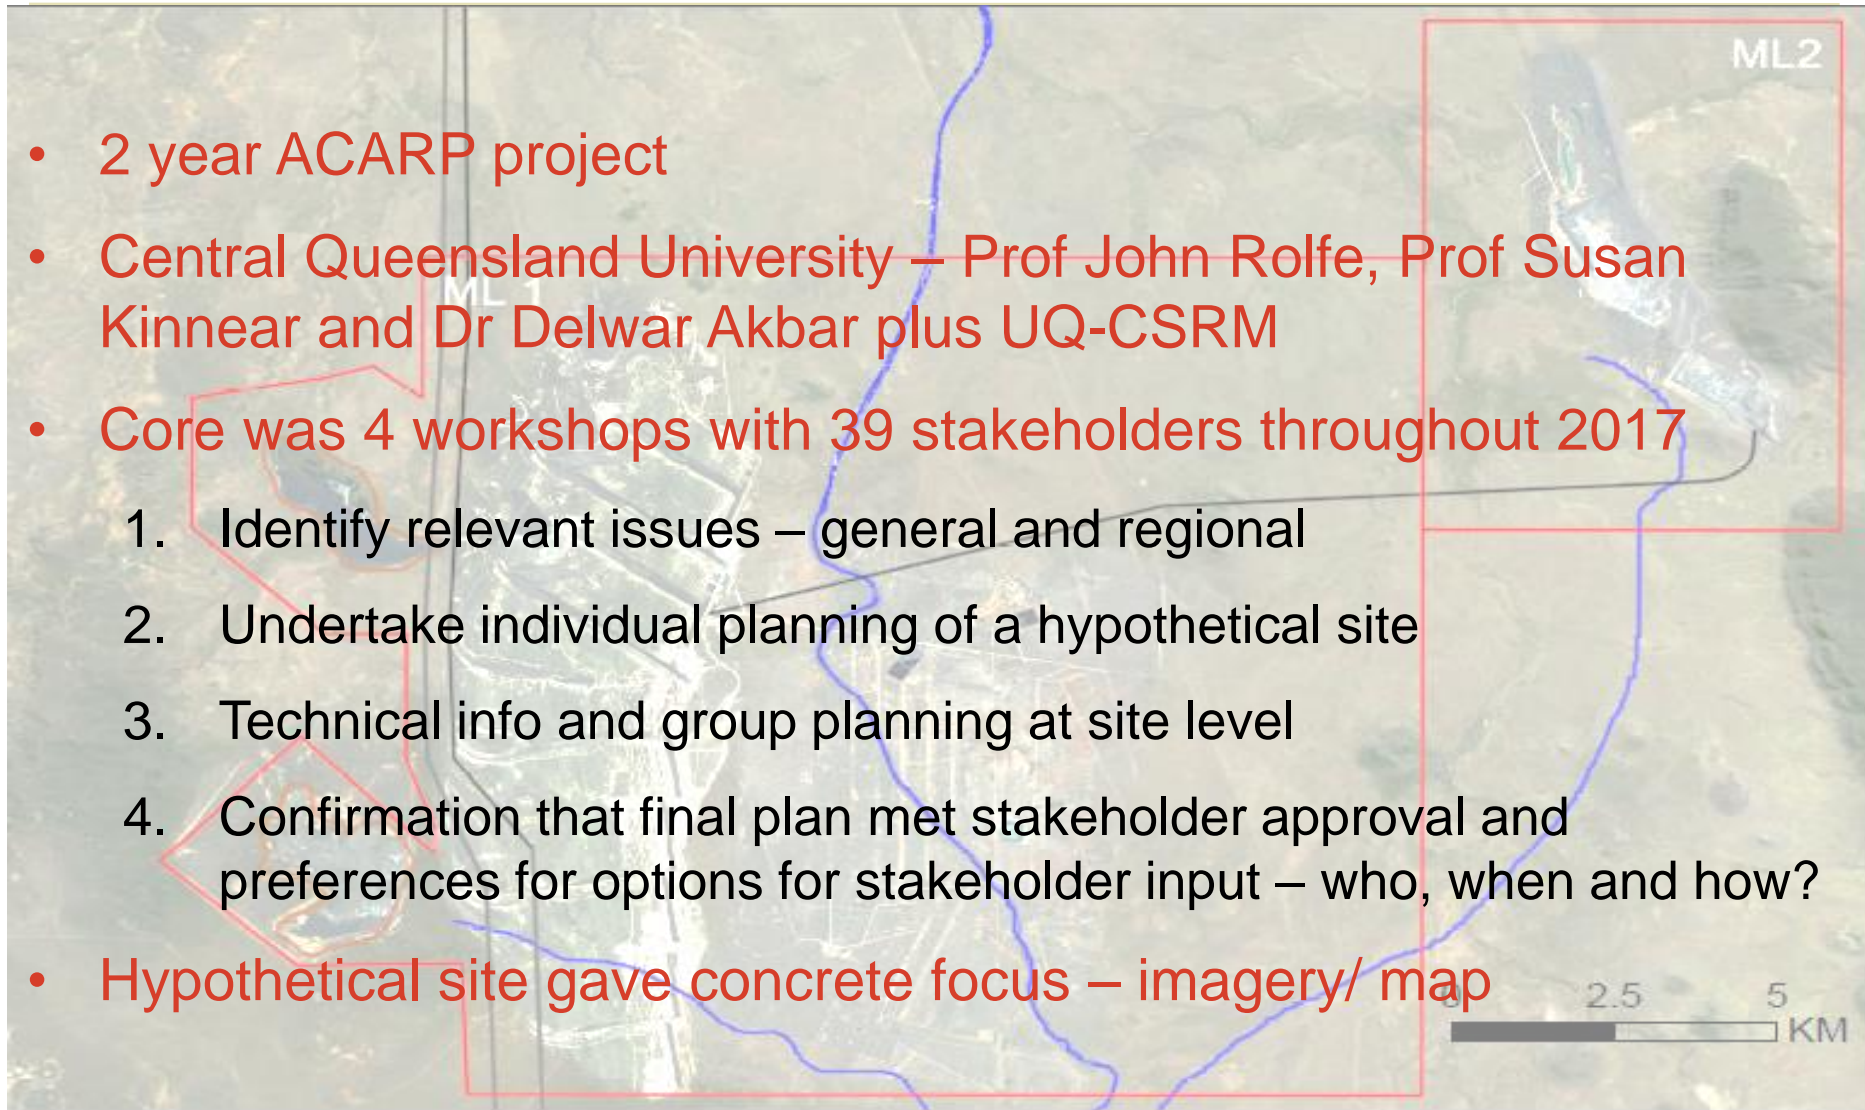 ML2
• 2 year ACARP project
• Central Queensland University – Prof John Rolfe, Prof Susan
Kinnear and Dr Delwar Akbar plus UQ-CSRM
ML 1
• Core was 4 workshops with 39 stakeholders throughout 2017
1. Identify relevant issues – general and regional
2. Undertake individual planning of a hypothetical site
3. Technical info and group planning at site level
4. Confirmation that final plan met stakeholder approval and
preferences for options for stakeholder input – who, when and how?
• Hypothetical site gave concrete focus – imagery/ map
0 2.5 5
KM